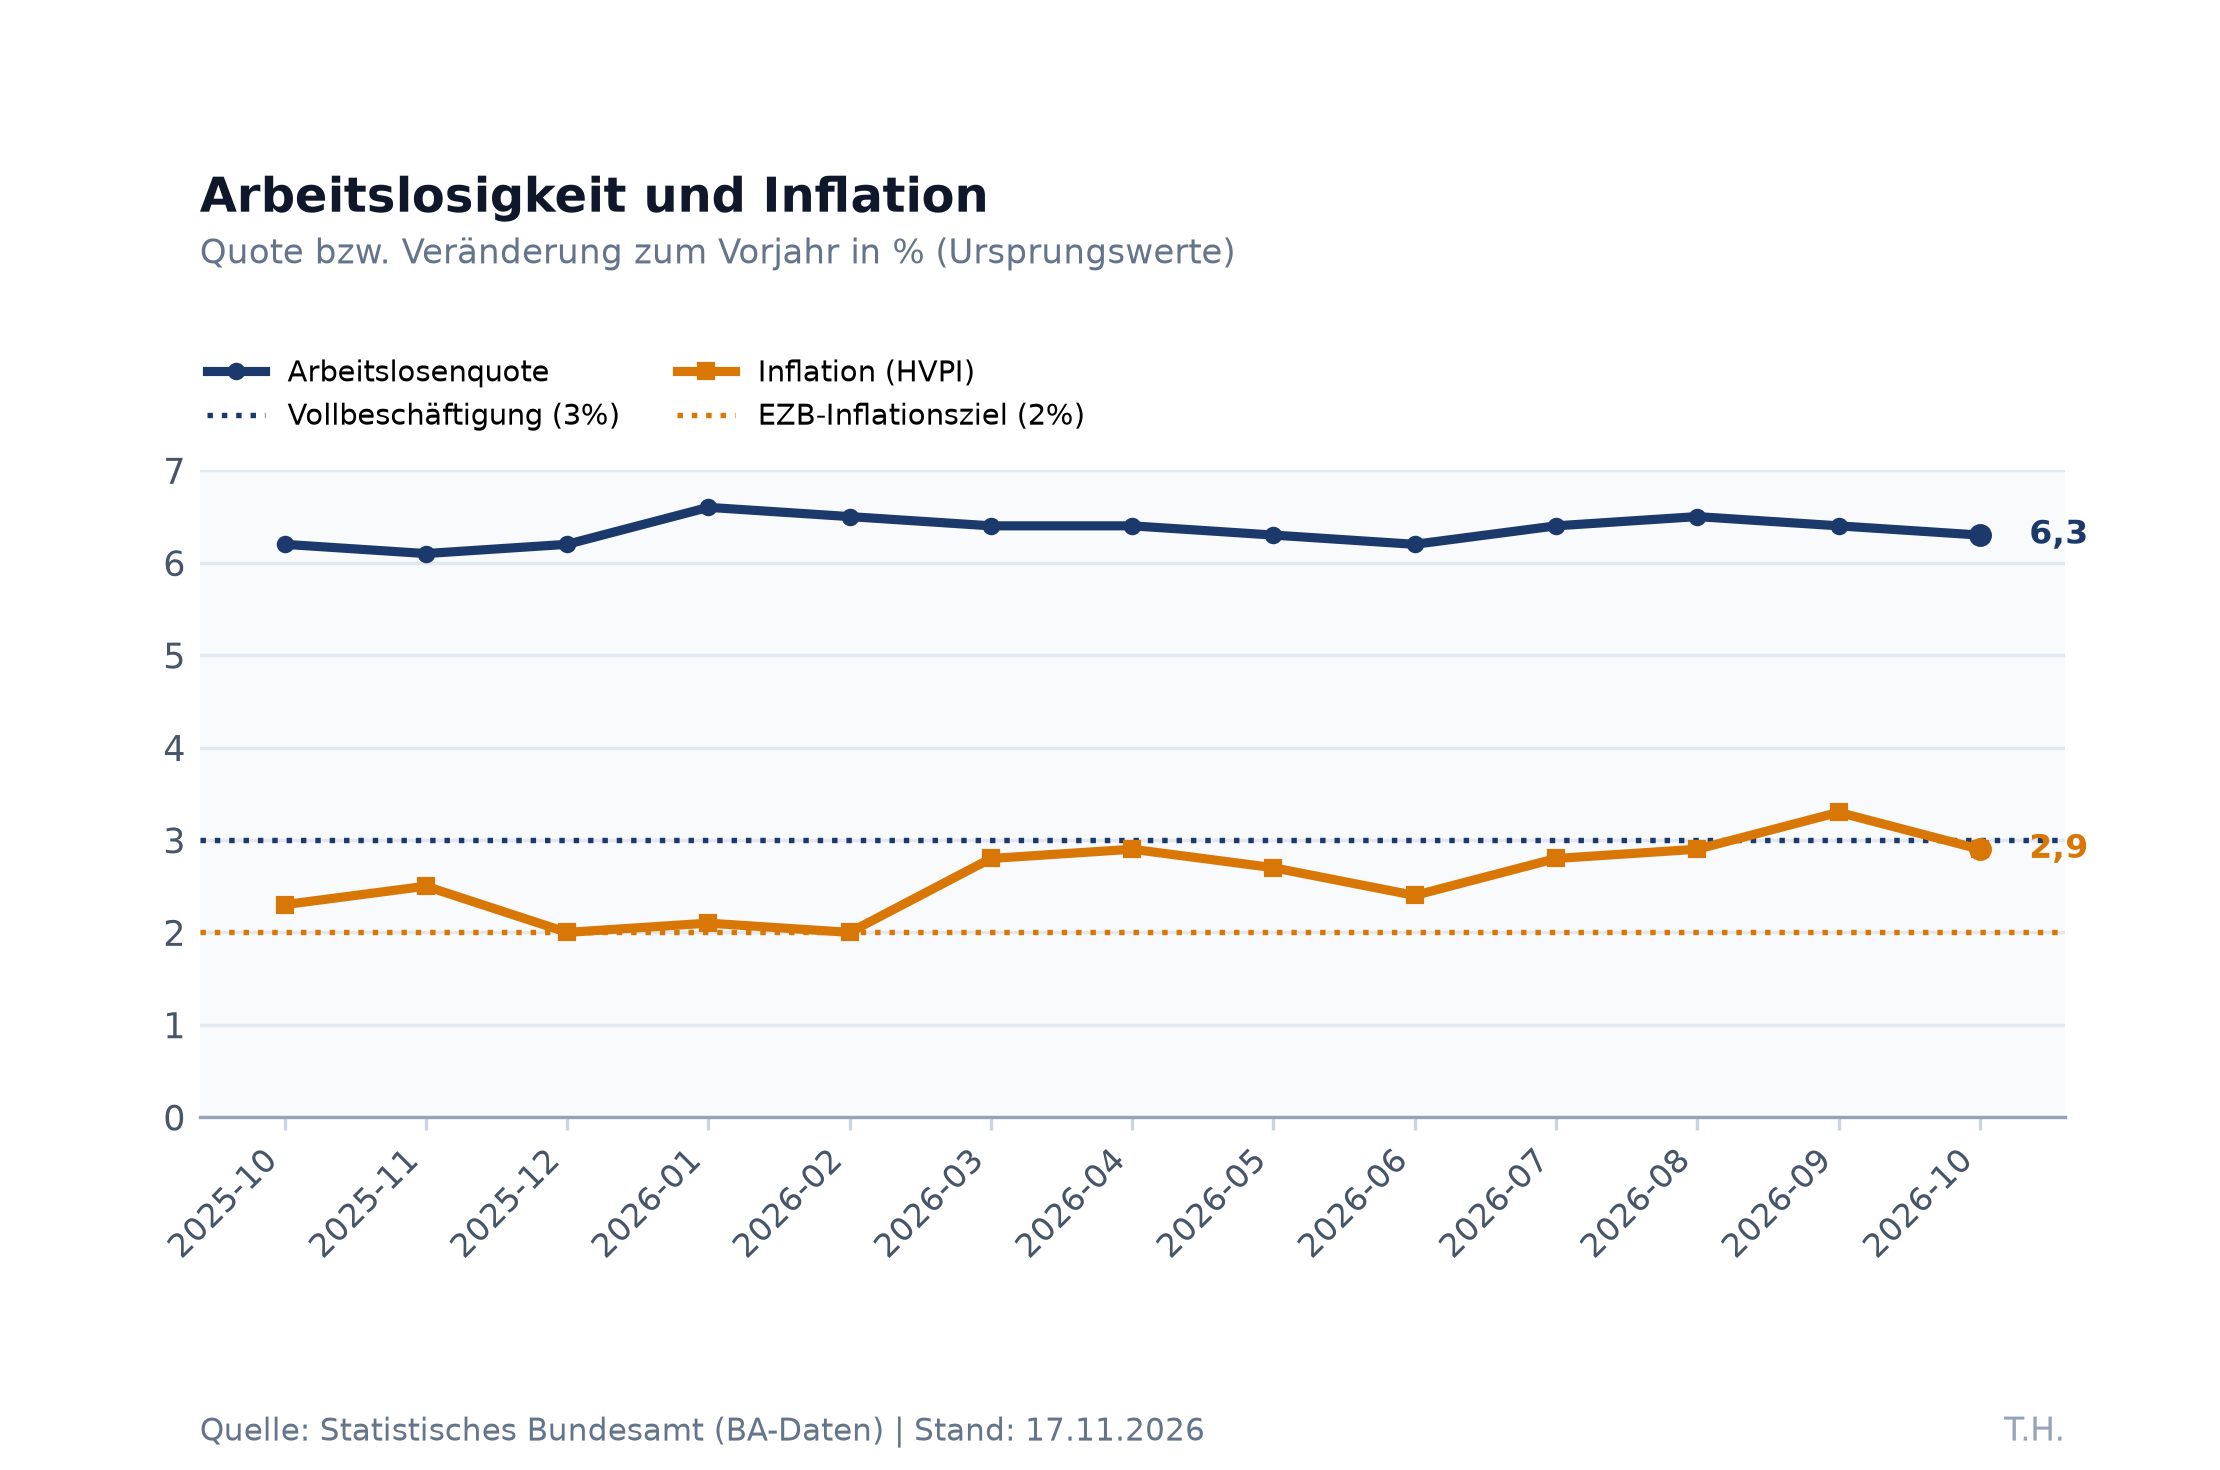 Arbeitslosigkeit und Inflation
Quote bzw. Veränderung zum Vorjahr in % (Ursprungswerte)
Arbeitslosenquote
Inflation (HVPI)
Vollbeschäftigung (3%)
EZB-Inflationsziel (2%)
7
6
5
4
3
2
1
0
6,3
2,9
2025-10
2025-11
2025-12
2026-01
2026-02
2026-03
2026-04
2026-05
2026-06
2026-07
2026-08
2026-09
2026-10
Quelle: Statistisches Bundesamt (BA-Daten) | Stand: 17.11.2026
T.H.